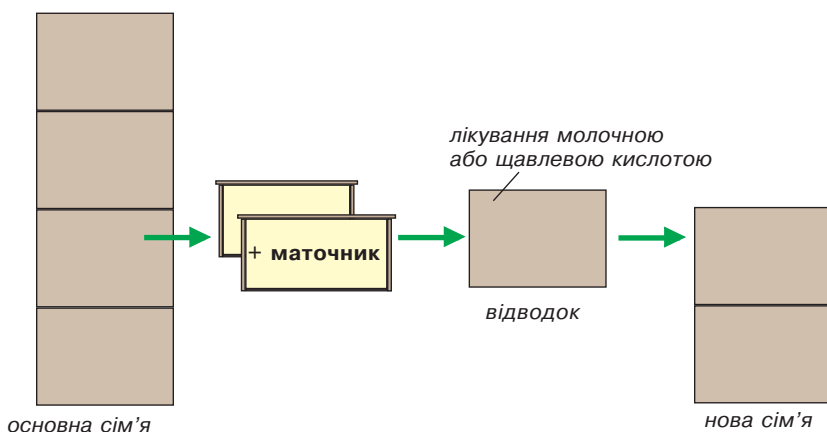 лікування молочною
або щавлевою кислотою
+ маточник
відводок
основна сім’я
нова сім’я